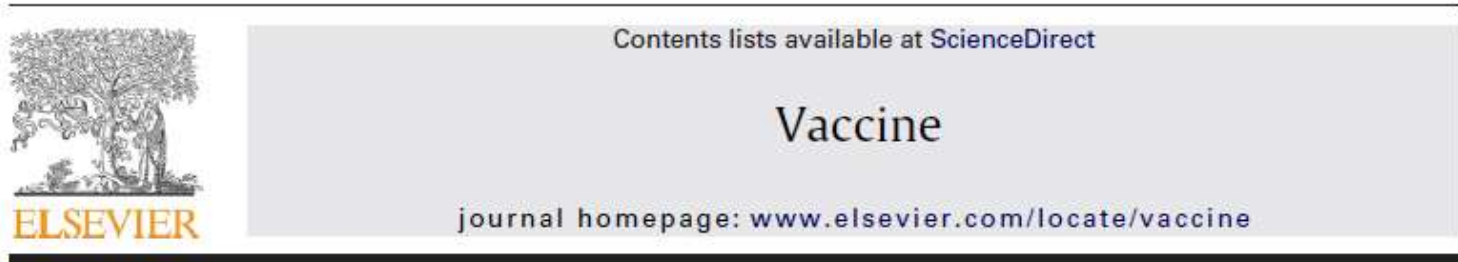 Contents lists available at ScienceDirect
Vaccine
ELSEVIER
journal homepage: www.elsevier.com/locate/vaccine